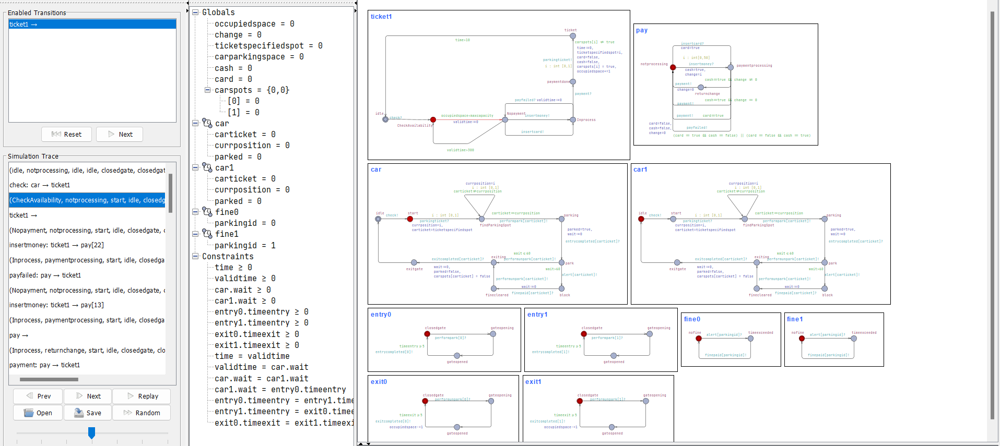 Enabled Transitions
ticket1 →
Reset
Next
Simulation Trace
(idle, notprocessing, idle, idle, closedgate, closedgat
check: car → ticket1
(CheckAvailability, notprocessing, start, idle, closedg
ticket1 →
(Nopayment, notprocessing, start, idle, closedgate, c
insertmoney: ticket1 → pay[22]
(Inprocess, paymentprocessing, start, idle, closedga
payfailed: pay → ticket1
(Nopayment, notprocessing, start, idle, closedgate, c
insertmoney: ticket1 → pay[13]
(Inprocess, paymentprocessing, start, idle, closedga
pay →
(Inprocess, returnchange, start, idle, closedgate, clo
payment: pay → ticket1
Prev
Next
Replay
Open
Save
Random
Globals
occupiedspace = 0
change = 0
ticketspecifiedspot = 0
carparkingspace = 0
cash = 0
card = 0
carspots = {0,0}
[0] = 0
[1] = 0
car
carticket = 0
currposition = 0
parked = 0
car1
carticket = 0
currposition = 0
parked = 0
fine0
parkingid = 0
fine1
parkingid = 1
Constraints
time ≥ 0
validtime ≥ 0
car.wait ≥ 0
car1.wait ≥ 0
entry0.timeentry ≥ 0
entry1.timeentry ≥ 0
exit0.timeexit ≥ 0
exit1.timeexit ≥ 0
time = validtime
validtime = car.wait
car.wait = car1.wait
car1.wait = entry0.timeentry
entry0.timeentry = entry1.time
entry1.timeentry = exit0.time
exit0.timeexit = exit1.timeexi
ticket1
ticket
time>10
carspots[i] ≠ true
time:=0,
ticketspecifiedspot=i,
card=false,
cash=false,
carspots[i] = true,
occupiedspace+=1
parkingticket!
i : int [0,1]
paymentdone
payment?
payfailed? validtime:=0
idle
check?
CheckAvailability
occupiedspace<maxcapacity
validtime:=0
Nopayment
insertmoney!
Inprocess
insertcard!
validtime>300
pay
insertcard?
card=true
i : int[0,50]
notprocessing
insertmoney?
paymentprocessing
cash=true,
change=i
cash==true && change ≠ 0
payment!
change=0
returnchange
cash==true && change == 0
payment!
payment!
card==true
card=false,
cash=false,
change=0
payfailed!
(card == true && cash == false) || (card == false && cash == true)
car
currposition=i
i : int [0,1]
carticket≠currposition
idle
check!
start
i : int [0,1]
parkingticket?
currposition=i,
carticket=ticketspecifiedspot
findParkingSpot
carticket==currposition
performpark[carticket]!
parking
parked=true,
wait:=0
entrycompleted[carticket]?
wait≤60
exitcompleted[carticket]?
exiting
performunpark[carticket]!
park
exitgate
wait:=0,
parked=false,
carspots[carticket] = false
wait>60
alert[carticket]!
performunpark[carticket]!
wait:=0
finecleared
finepaid[carticket]?
block
car1
currposition=i
i : int [0,1]
carticket≠currposition
idle
check!
start
i : int [0,1]
parkingticket?
currposition=i,
carticket=ticketspecifiedspot
findParkingSpot
carticket==currposition
performpark[carticket]!
parking
parked=true,
wait:=0
entrycompleted[carticket]?
wait≤60
exitcompleted[carticket]?
exiting
performunpark[carticket]!
park
exitgate
wait:=0,
parked=false,
carspots[carticket] = false
wait>60
alert[carticket]!
performunpark[carticket]!
wait:=0
finecleared
finepaid[carticket]?
block
entry0
closedgate
gateopening
performpark[0]?
timeentry≥5
entrycompleted[0]!
gateopened
entry1
closedgate
gateopening
performpark[1]?
timeentry≥5
entrycompleted[1]!
gateopened
fine0
nofine
alert[parkingid]?
timeexceeded
finepaid[parkingid]!
fine1
nofine
alert[parkingid]?
timeexceeded
finepaid[parkingid]!
exit0
closedgate
gateopening
performunpark[0]?
timeexit≥5
exitcompleted[0]!
occupiedspace-=1
gateopened
exit1
closedgate
gateopening
performunpark[1]?
timeexit≥5
exitcompleted[1]!
occupiedspace-=1
gateopened